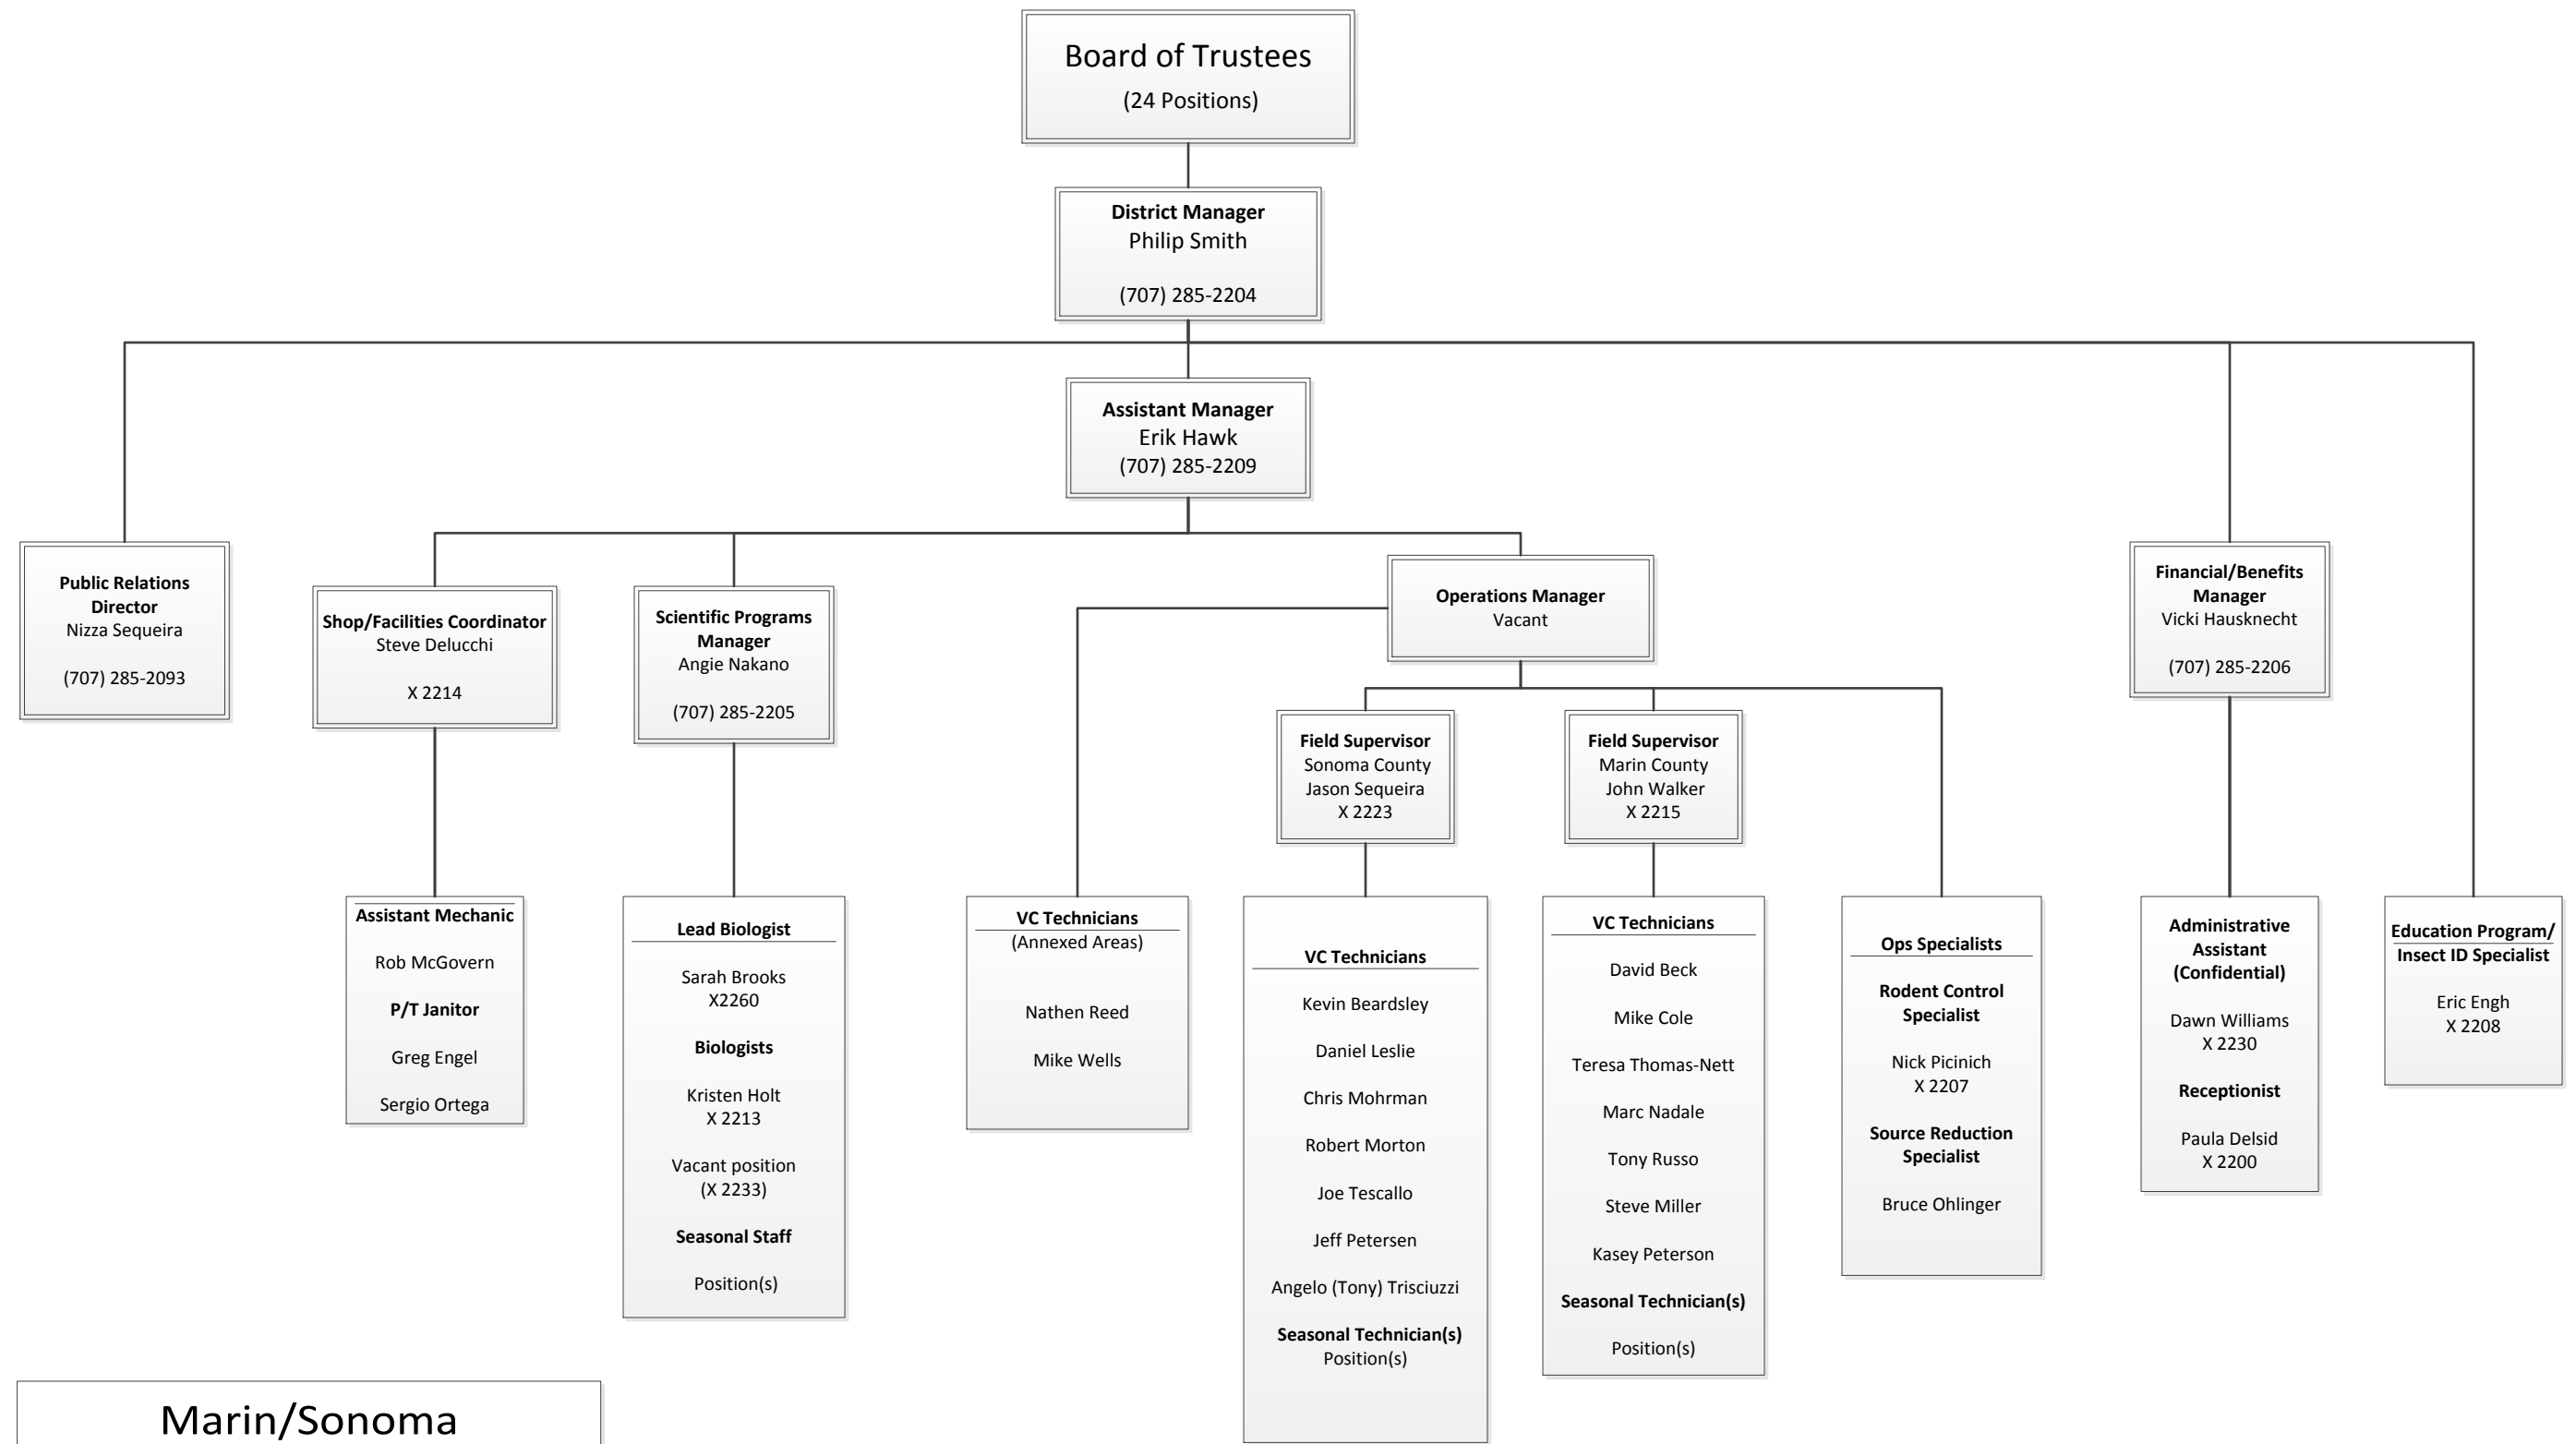 Board of Trustees
(24 Positions)
District Manager
Philip Smith
(707) 285-2204
Assistant Manager
Erik Hawk
(707) 285-2209
Public Relations
Director
Nizza Sequeira
(707) 285-2093
Shop/Facilities Coordinator
Steve Delucchi
X 2214
Scientific Programs
Manager
Angie Nakano
(707) 285-2205
Operations Manager
Vacant
Financial/Benefits
Manager
Vicki Hausknecht
(707) 285-2206
Field Supervisor
Sonoma County
Jason Sequeira
X 2223
Field Supervisor
Marin County
John Walker
X 2215
Assistant Mechanic
Rob McGovern
P/T Janitor
Greg Engel
Sergio Ortega
Lead Biologist
Sarah Brooks
X2260
Biologists
Kristen Holt
X 2213
Vacant position
(X 2233)
Seasonal Staff
Position(s)
VC Technicians
(Annexed Areas)
Nathen Reed
Mike Wells
VC Technicians
Kevin Beardsley
Daniel Leslie
Chris Mohrman
Robert Morton
Joe Tescallo
Jeff Petersen
Angelo (Tony) Trisciuzzi
Seasonal Technician(s)
Position(s)
VC Technicians
David Beck
Mike Cole
Teresa Thomas-Nett
Marc Nadale
Tony Russo
Steve Miller
Kasey Peterson
Seasonal Technician(s)
Position(s)
Ops Specialists
Rodent Control
Specialist
Nick Picinich
X 2207
Source Reduction
Specialist
Bruce Ohlinger
Administrative
Assistant
(Confidential)
Dawn Williams
X 2230
Receptionist
Paula Delsid
X 2200
Education Program/
Insect ID Specialist
Eric Engh
X 2208
Marin/Sonoma